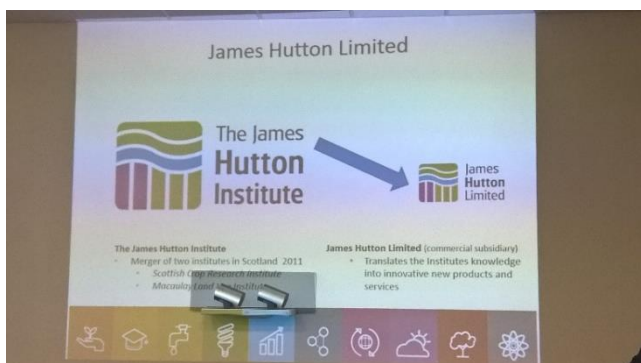 James Hutton Limited
The James
Hutton
Institute
James
Hutton
Limited
The James Hutton Institute
Merger of two institutes in Scotland 2011
Scottish Crop Research Institute
Macaulay Land Institute
James Hutton Limited (commercial subsidiary)
Translates the Institutes knowledge
into innovative new products and
services